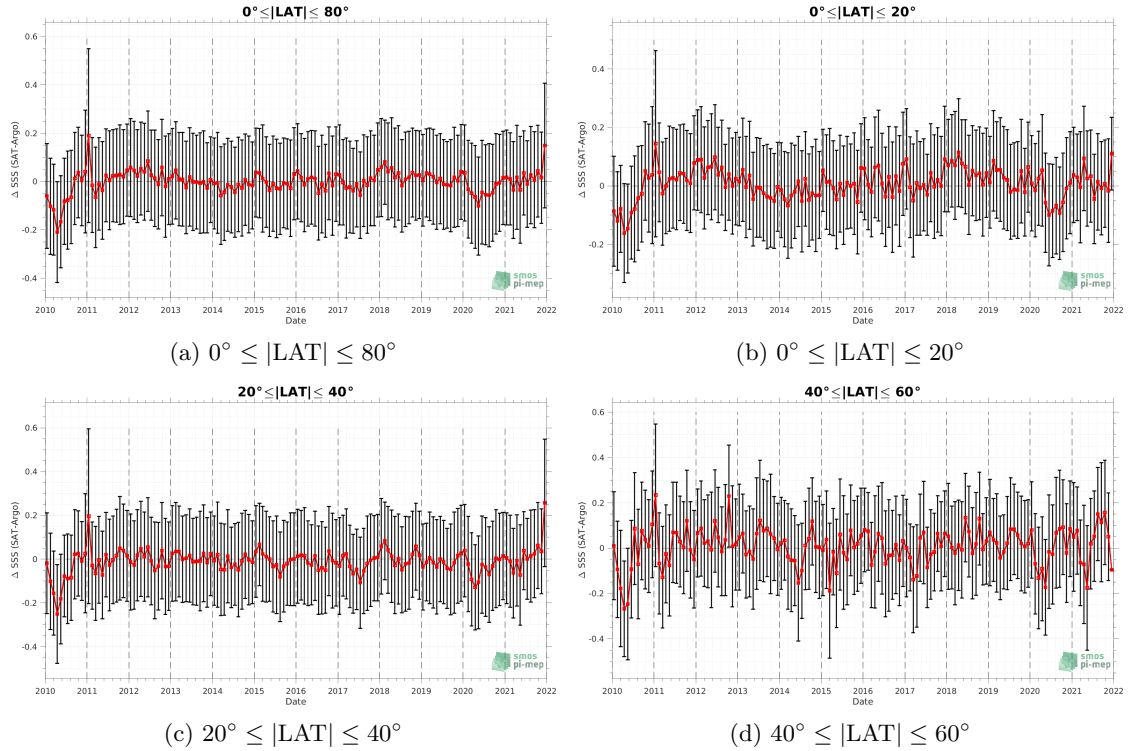 0°≤|LAT|≤ 80°
Δ SSS (SAT-Argo)
0.6
0.4
0.2
0
-0.2
-0.4
2010 2011 2012 2013 2014 2015 2016 2017 2018 2019 2020 2021 2022
Date
smos
pi-mep
(a) 0° ≤ |LAT| ≤ 80°
0°≤|LAT|≤ 20°
Δ SSS (SAT-Argo)
0.4
0.2
0
-0.2
2010 2011 2012 2013 2014 2015 2016 2017 2018 2019 2020 2021 2022
Date
smos
pi-mep
(b) 0° ≤ |LAT| ≤ 20°
20°≤|LAT|≤ 40°
Δ SSS (SAT-Argo)
0.6
0.4
0.2
0
-0.2
-0.4
2010 2011 2012 2013 2014 2015 2016 2017 2018 2019 2020 2021 2022
Date
smos
pi-mep
(c) 20° ≤ |LAT| ≤ 40°
40°≤|LAT|≤ 60°
Δ SSS (SAT-Argo)
0.6
0.4
0.2
0
-0.2
-0.4
2010 2011 2012 2013 2014 2015 2016 2017 2018 2019 2020 2021 2022
Date
smos
pi-mep
(d) 40° ≤ |LAT| ≤ 60°